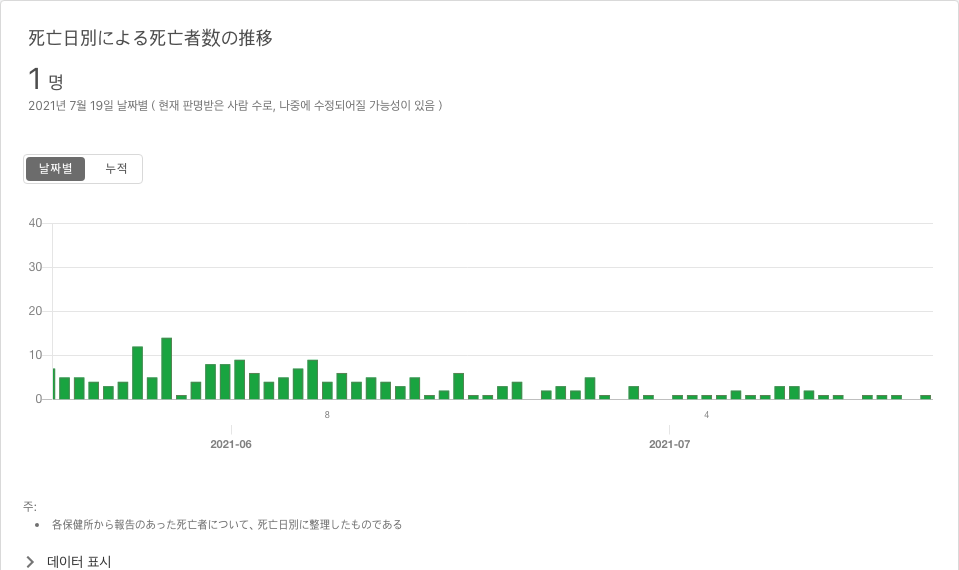 死亡日別による死亡者数の推移
1 명
2021년 7월 19일 날짜별 ( 현재 판명받은 사람 수로, 나중에 수정되어질 가능성이 있음 )
날짜별 누적
40
30
20
10
0
8 4
2021-06 2021-07
주:
• 各保健所から報告のあった死亡者について、死亡日別に整理したものである
데이터 표시